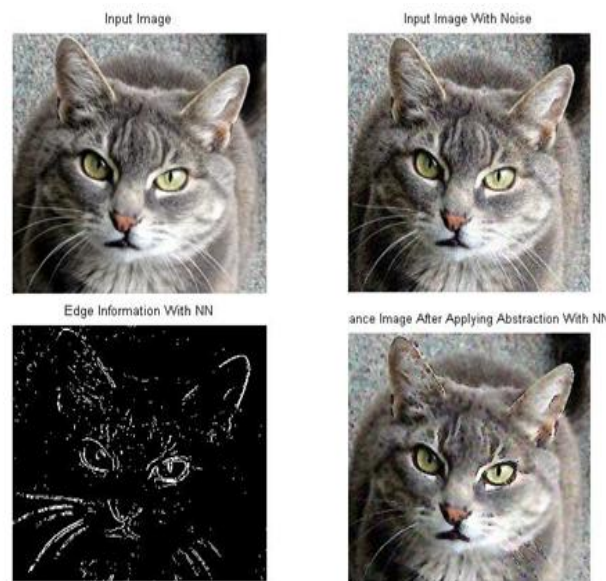 Input Image
Input Image With Noise
Edge Information With NN
ance Image After Applying Abstraction With NN